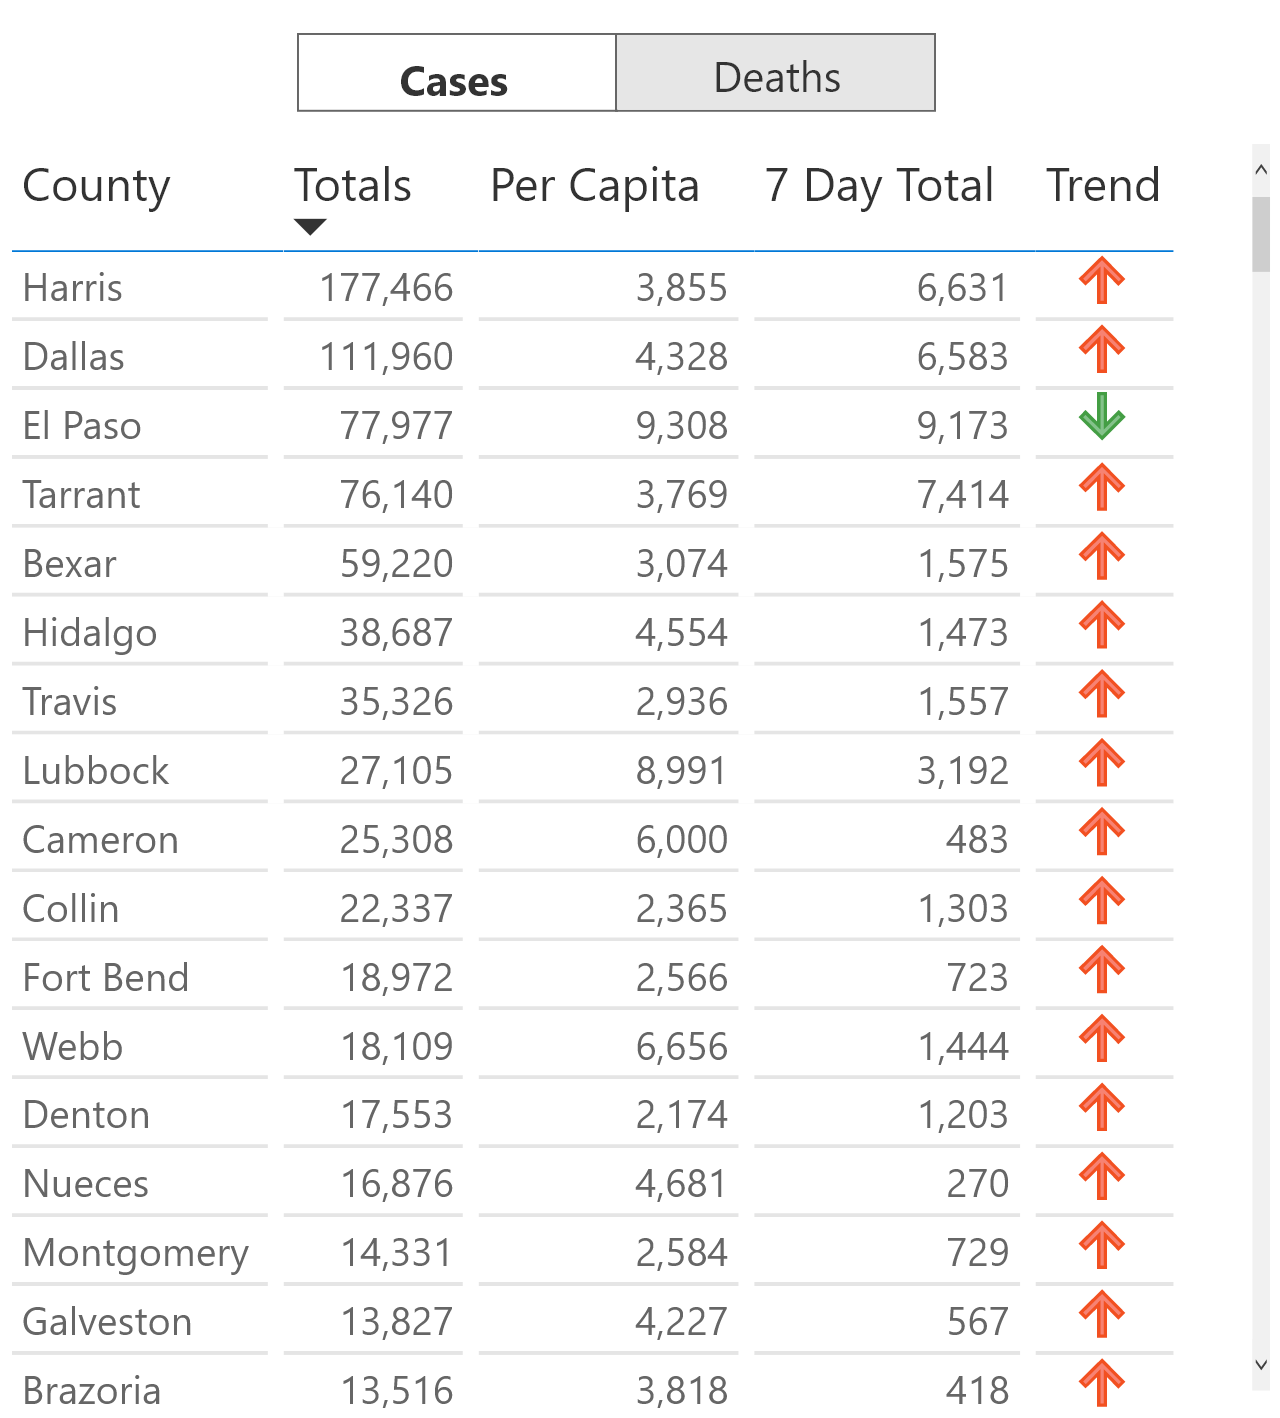 Cases Deaths
County Totals Per Capita 7 Day Total Trend
Harris 177,466 3,855 6,631
Dallas 111,960 4,328 6,583
El Paso 77,977 9,308 9,173
Tarrant 76,140 3,769 7,414
Bexar 59,220 3,074 1,575
Hidalgo 38,687 4,554 1,473
Travis 35,326 2,936 1,557
Lubbock 27,105 8,991 3,192
Cameron 25,308 6,000 483
Collin 22,337 2,365 1,303
Fort Bend 18,972 2,566 723
Webb 18,109 6,656 1,444
Denton 17,553 2,174 1,203
Nueces 16,876 4,681 270
Montgomery 14,331 2,584 729
Galveston 13,827 4,227 567
Brazoria 13,516 3,818 418